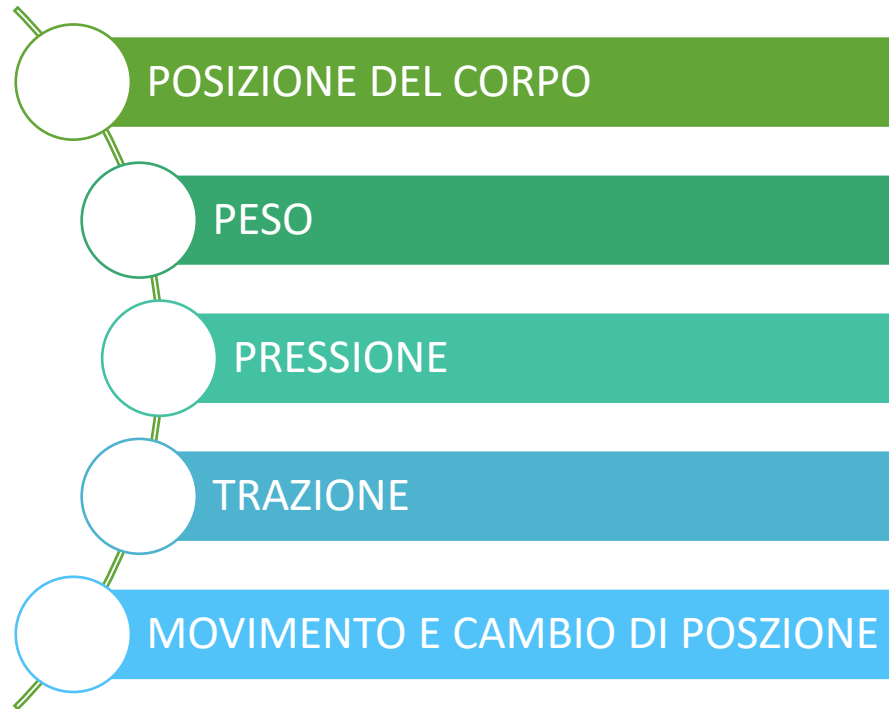 POSIZIONE DEL CORPO
PESO
PRESSIONE
TRAZIONE
MOVIMENTO E CAMBIO DI POSZIONE